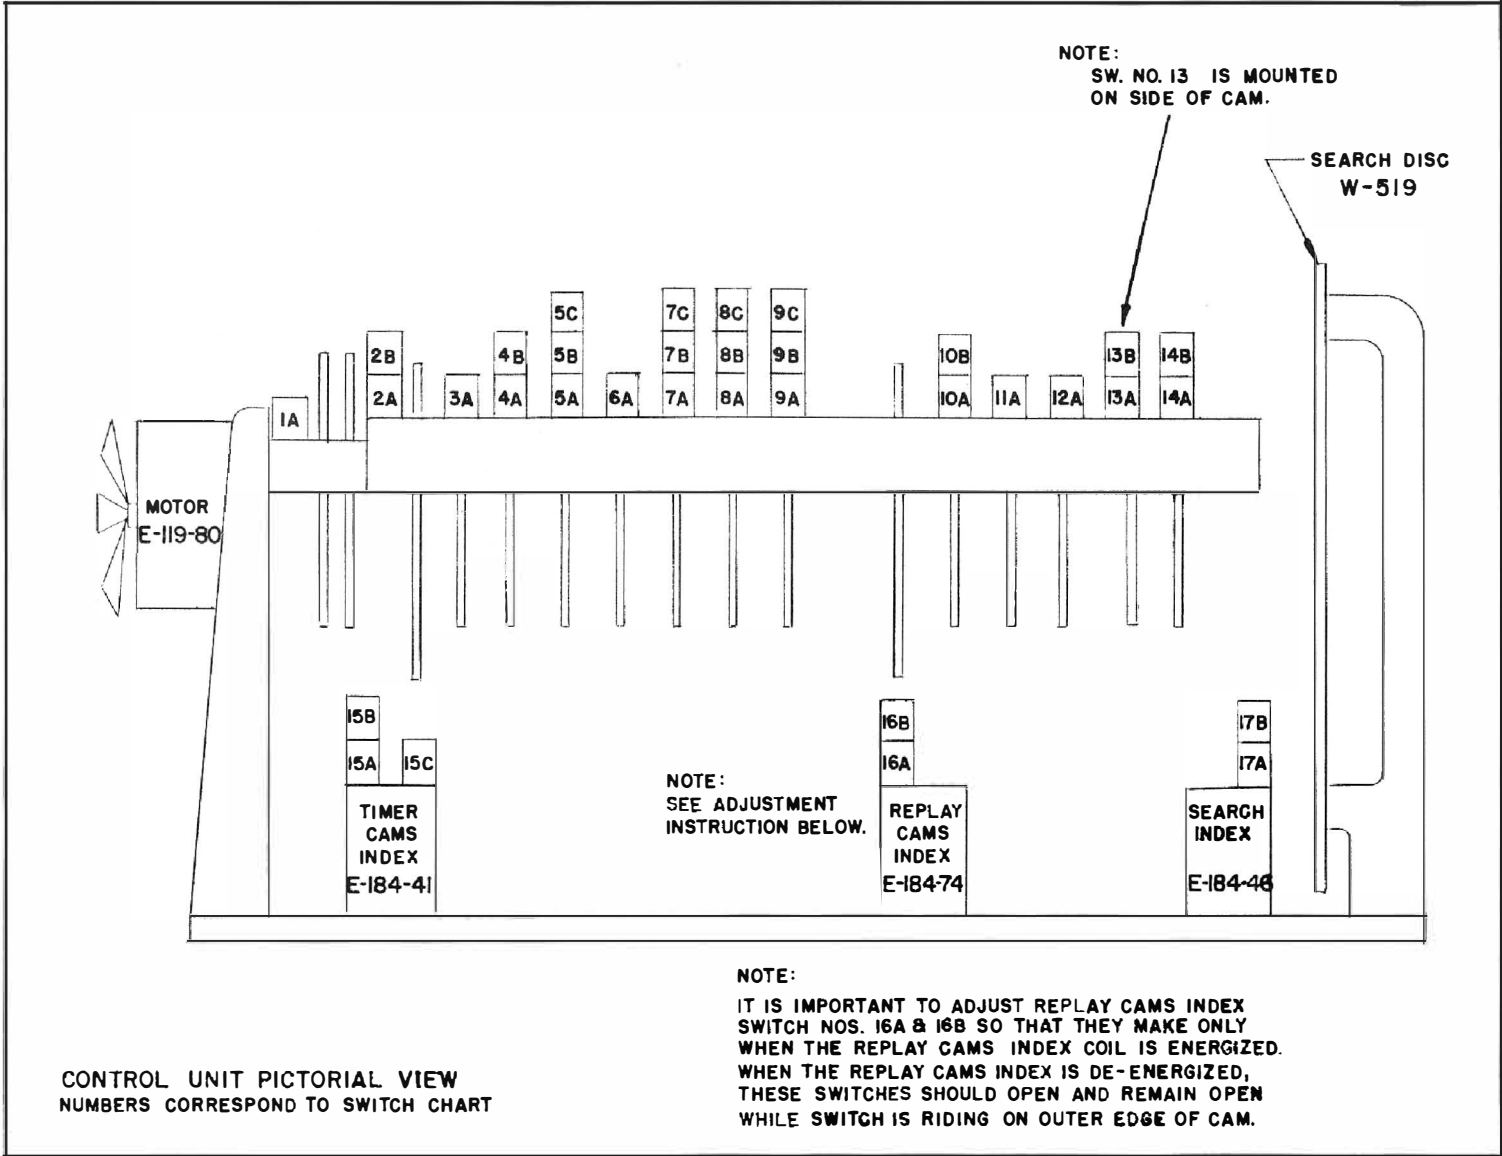 NOTE:
SW. NO. 13 IS MOUNTED
ON SIDE OF CAM.
SEARCH DISC
W-519
5C
7C
8C
9C
2B
4B
5B
7B
8B
9B
10B
13B
14B
1A
2A
3A
4A
5A
6A
7A
8A
9A
10A
11A
12A
13A
14A
MOTOR
E-119-80
15B
15A
15C
TIMER
CAMS
INDEX
E-184-41
NOTE:
SEE ADJUSTMENT
INSTRUCTION BELOW.
16B
16A
REPLAY
CAMS
INDEX
E-184-74
17B
17A
SEARCH
INDEX
E-184-46
NOTE:
IT IS IMPORTANT TO ADJUST REPLAY CAMS INDEX
SWITCH NOS. 16A & 16B SO THAT THEY MAKE ONLY
WHEN THE REPLAY CAMS INDEX COIL IS ENERGIZED.
WHEN THE REPLAY CAMS INDEX IS DE-ENERGIZED,
THESE SWITCHES SHOULD OPEN AND REMAIN OPEN
WHILE SWITCH IS RIDING ON OUTER EDGE OF CAM.
CONTROL UNIT PICTORIAL VIEW
NUMBERS CORRESPOND TO SWITCH CHART